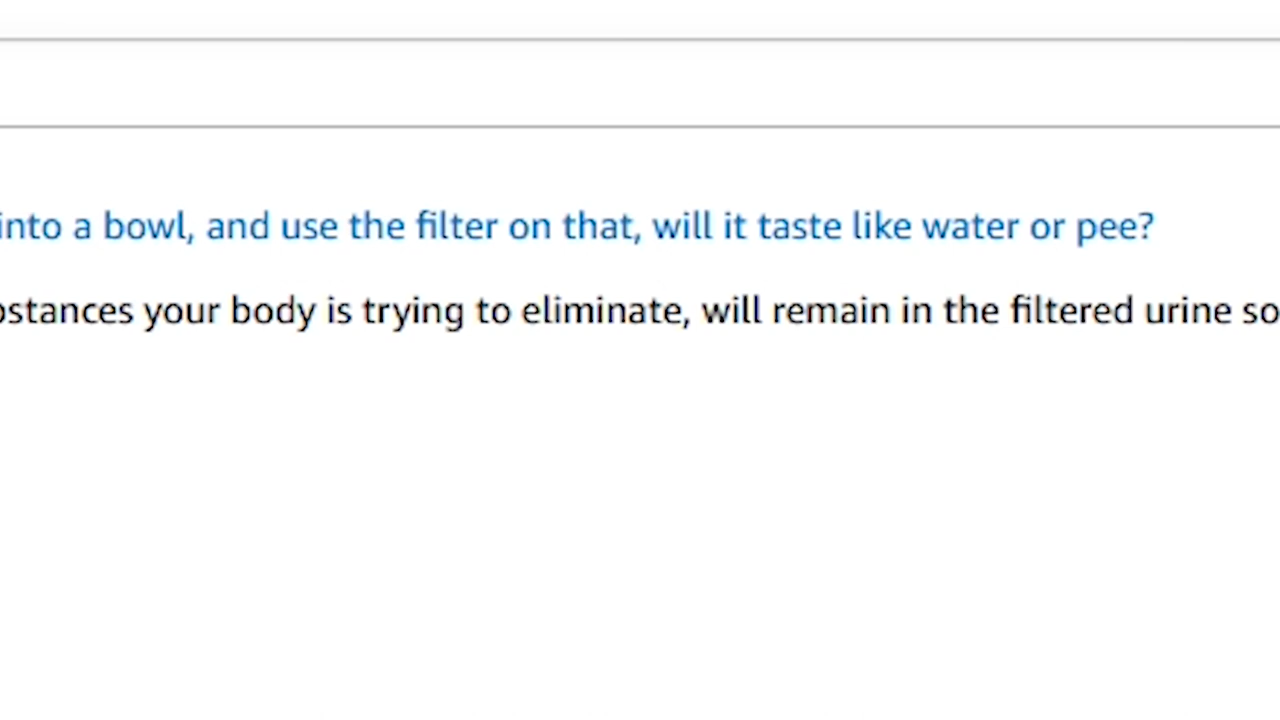 into a bowl, and use the filter on that, will it taste like water or pee?
stances your body is trying to eliminate, will remain in the filtered urine so